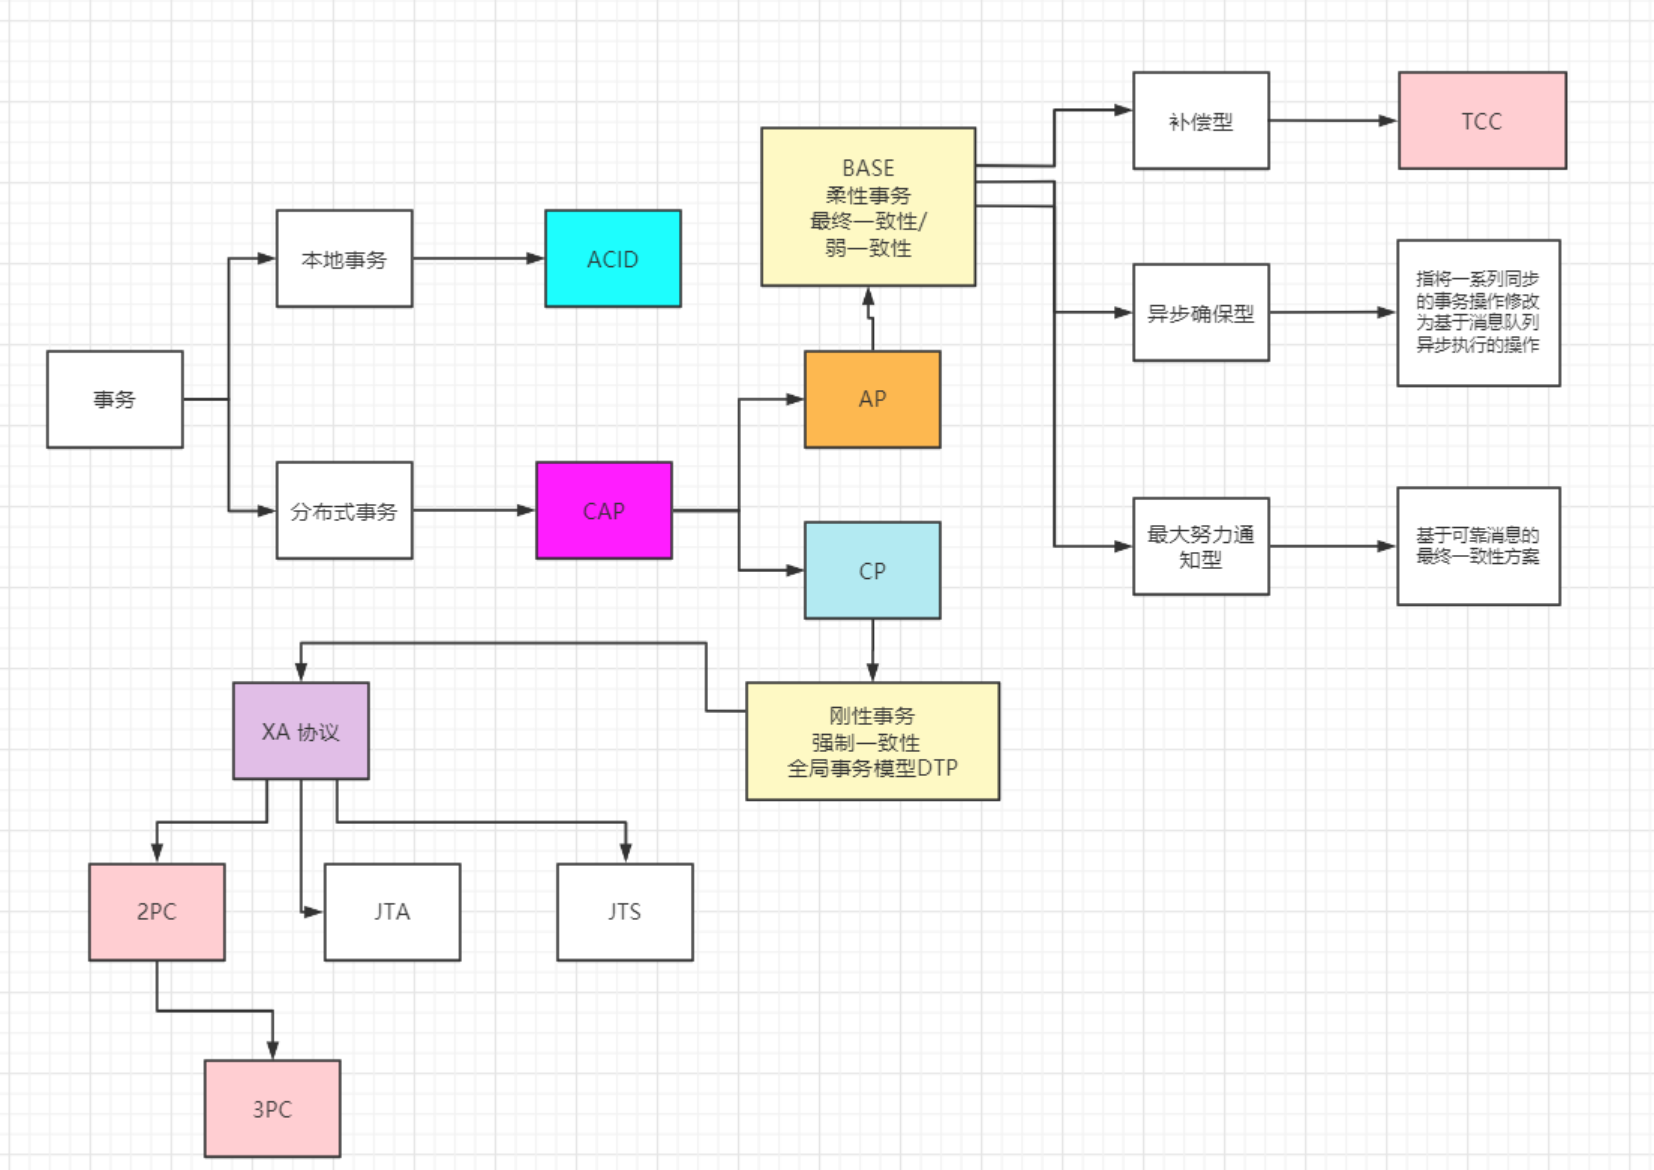 补偿型
TCC
BASE
柔性事务
最终一致性/
弱一致性
本地事务
ACID
异步确保型
指将一系列同步
的事务操作修改
为基于消息队列
异步执行的操作
事务
AP
分布式事务
CAP
CP
最大努力通
知型
基于可靠消息的
最终一致性方案
XA 协议
刚性事务
强制一致性
全局事务模型DTP
2PC
JTA
JTS
3PC